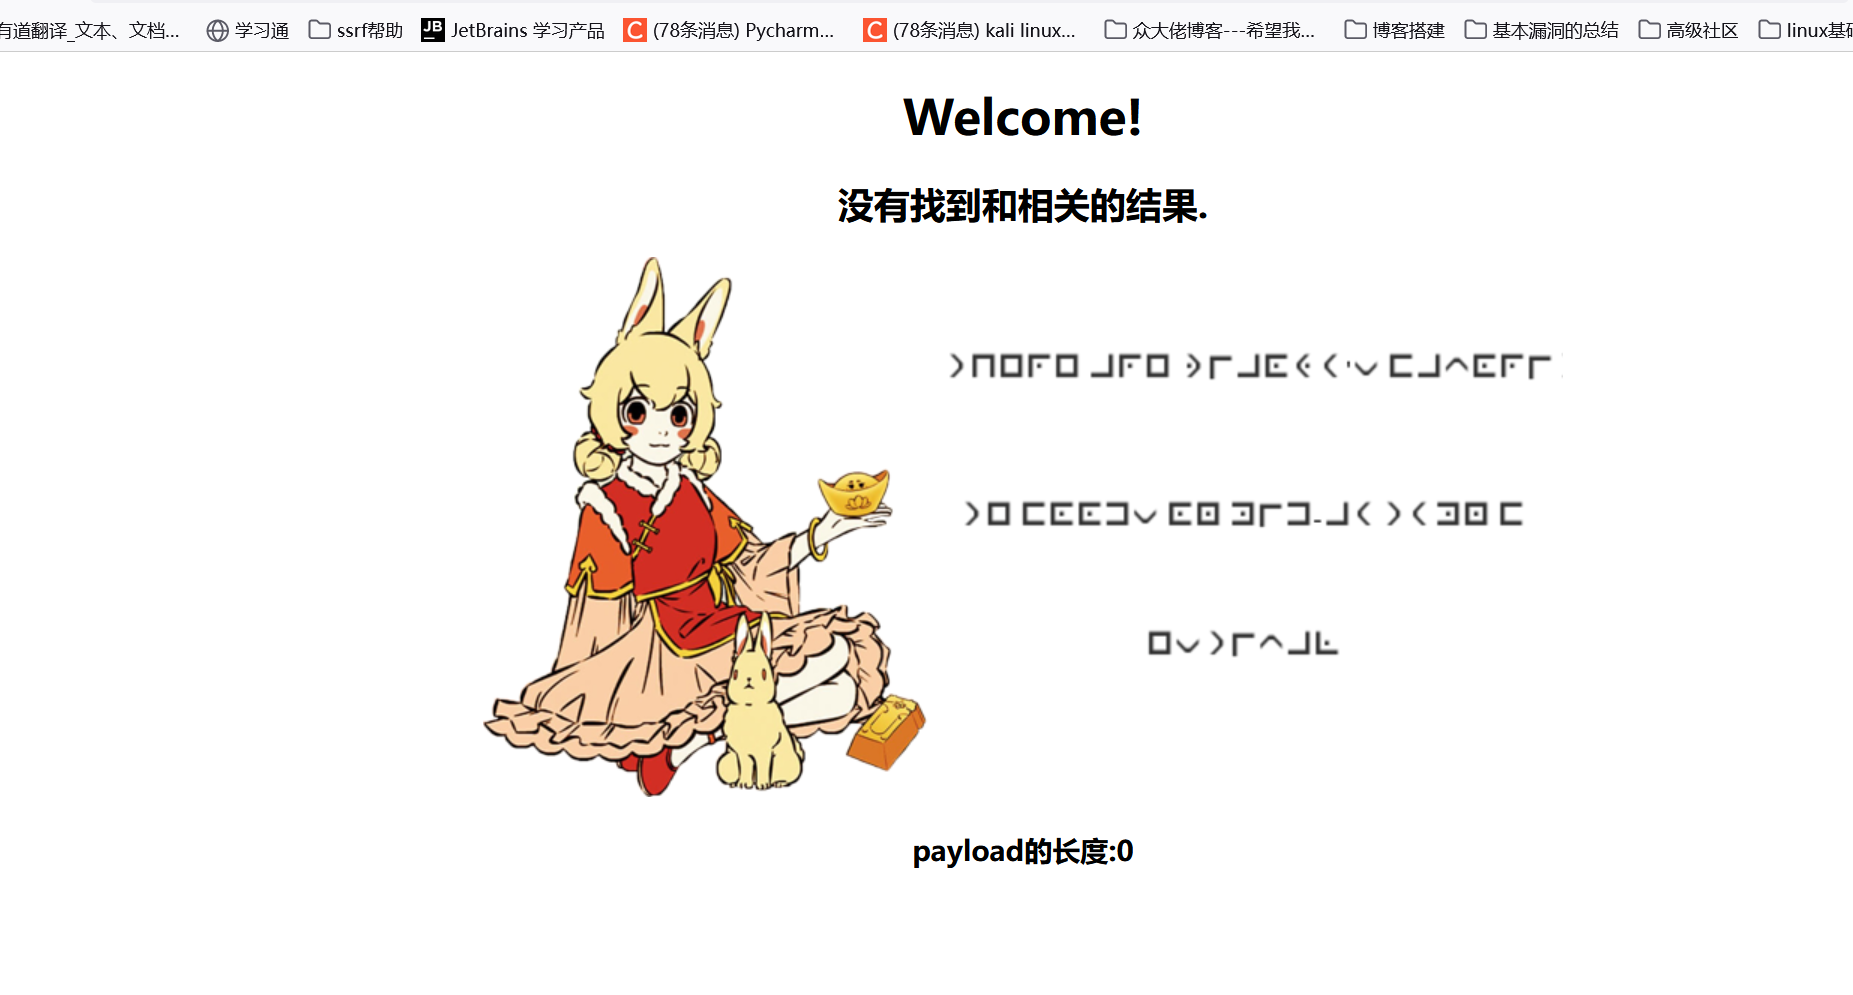 有道翻译_文本、文档... 学习通 ssrf帮助 JetBrains 学习产品 (78条消息) Pycharm... (78条消息) kali linux... 众大佬博客---希望我... 博客搭建 基本漏洞的总结 高级社区 linux基
Welcome!
没有找到和相关的结果.
payload的长度:0